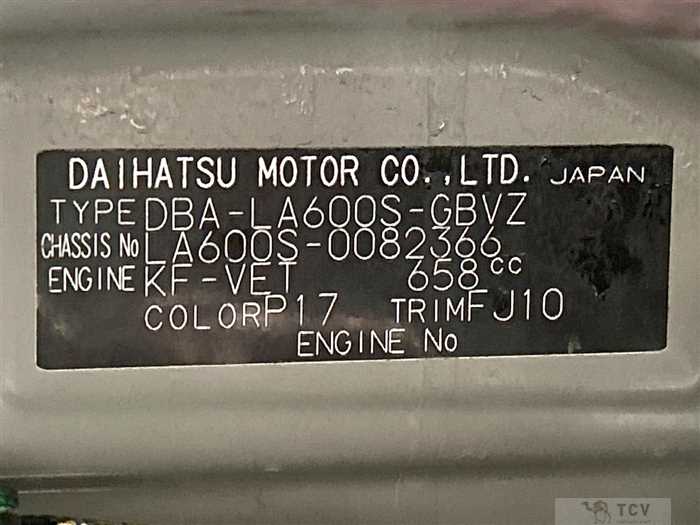 DAIHATSU MOTOR CO.,LTD. JAPAN
TYPE DBA-LA600S-GBVZ
CHASSIS No LA600S-0082366
ENGINE KF-VET 658cc
COLOR P17 TRIM FJ10
ENGINE No
TCV